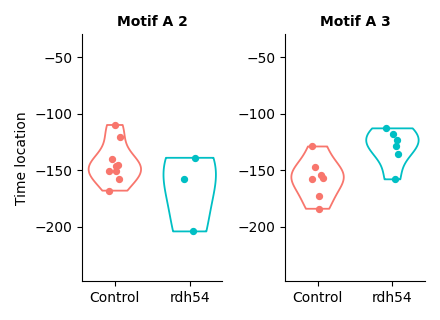 Motif A 2
Motif A 3
Time location
−50
−100
−150
−200
−50
−100
−150
−200
Control
rdh54
Control
rdh54